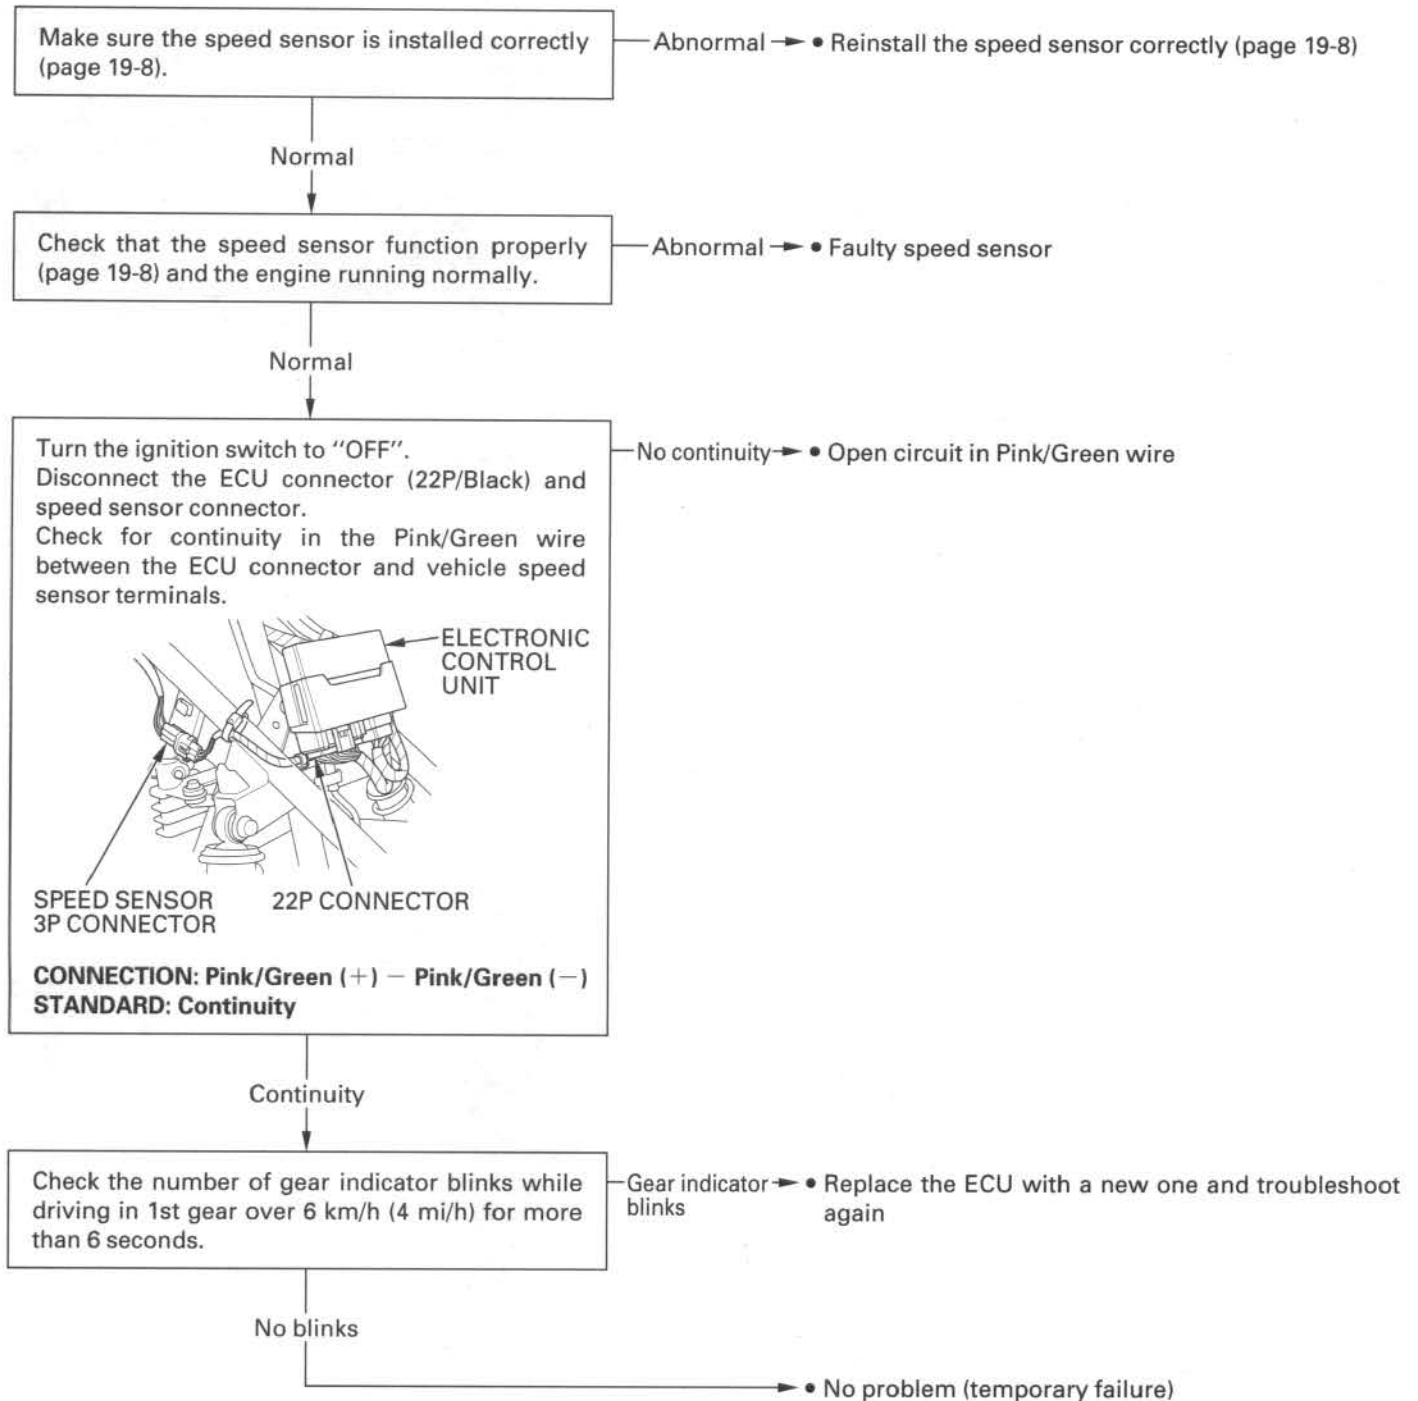 Make sure the speed sensor is installed correctly
(page 19-8).
Abnormal
• Reinstall the speed sensor correctly (page 19-8)
Normal
Check that the speed sensor function properly
(page 19-8) and the engine running normally.
Abnormal
• Faulty speed sensor
Normal
Turn the ignition switch to "OFF".
Disconnect the ECU connector (22P/Black) and
speed sensor connector.
Check for continuity in the Pink/Green wire
between the ECU connector and vehicle speed
sensor terminals.
No continuity
• Open circuit in Pink/Green wire
ELECTRONIC
CONTROL
UNIT
SPEED SENSOR
3P CONNECTOR
22P CONNECTOR
CONNECTION: Pink/Green (+) − Pink/Green (−)
STANDARD: Continuity
Continuity
Check the number of gear indicator blinks while
driving in 1st gear over 6 km/h (4 mi/h) for more
than 6 seconds.
Gear indicator
blinks
• Replace the ECU with a new one and troubleshoot
again
No blinks
• No problem (temporary failure)